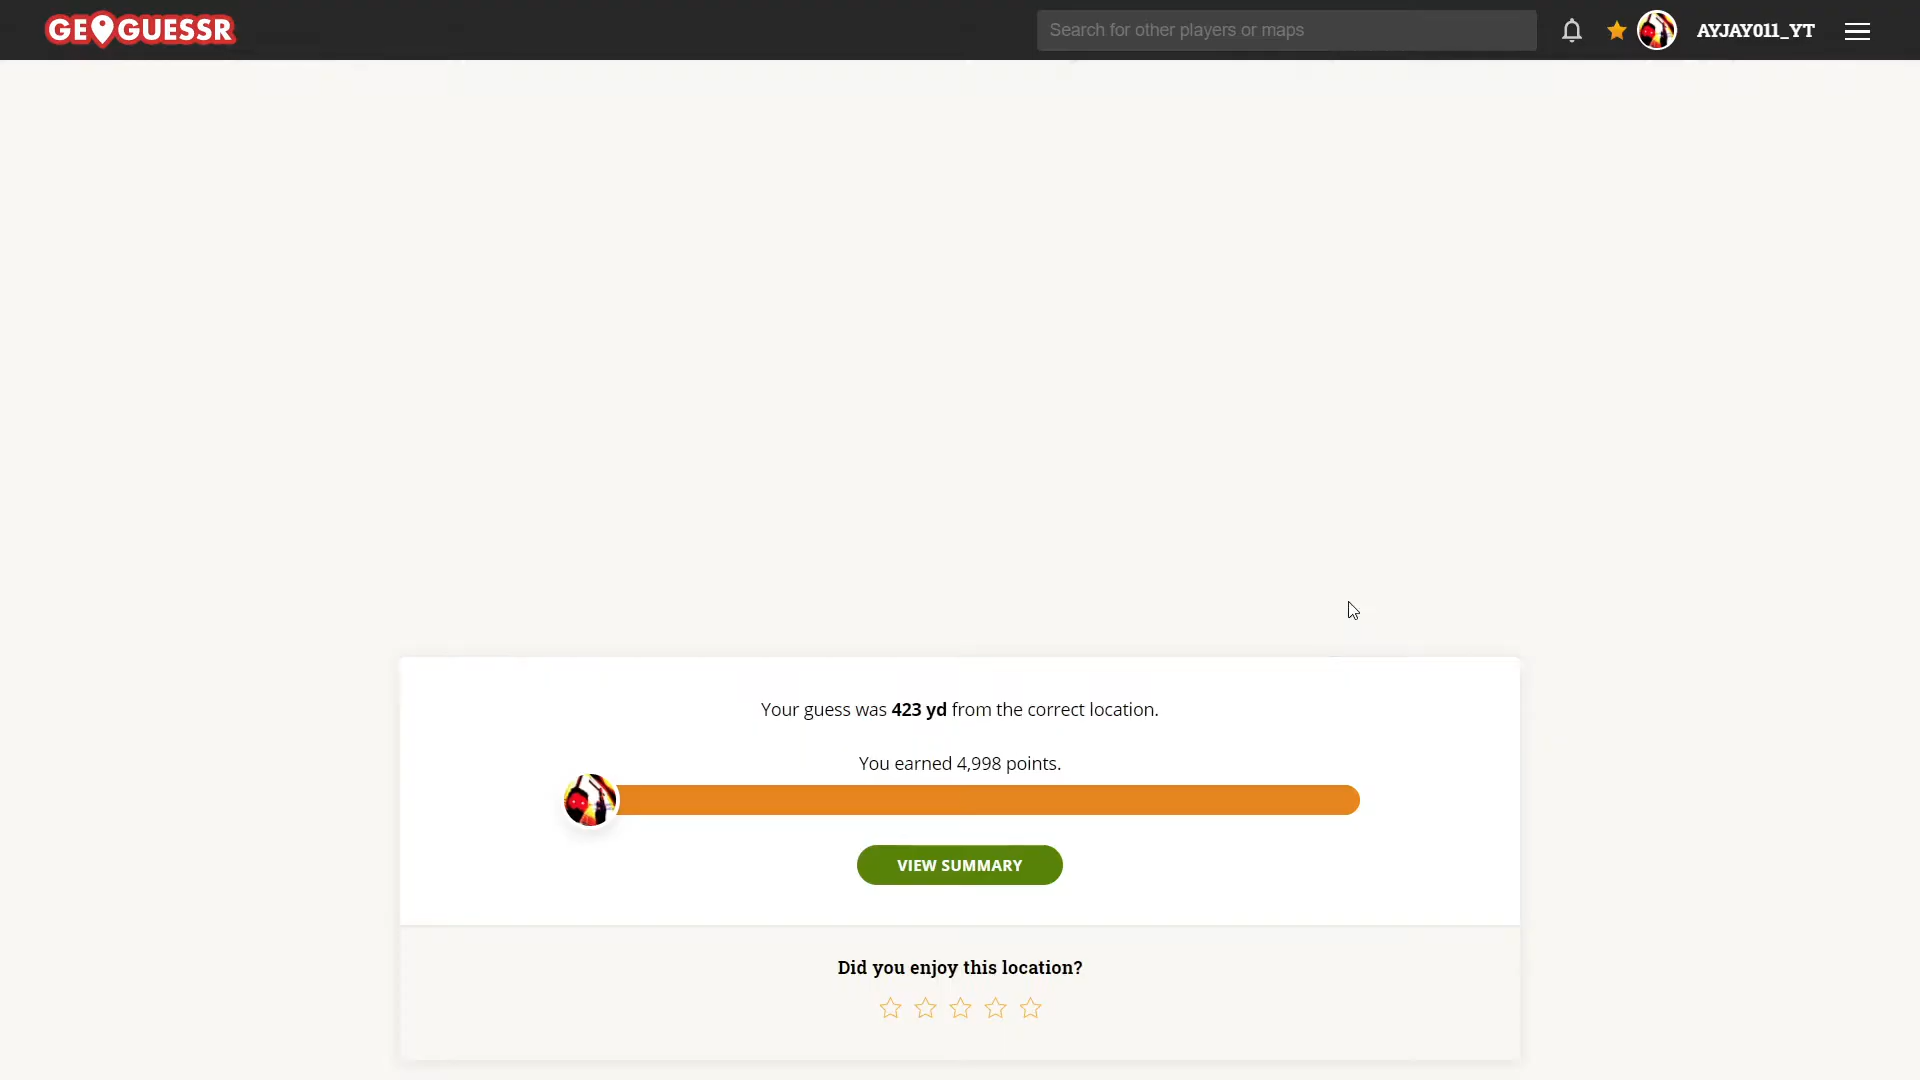 GEOGUESSR
Search for other players or maps
AYJAY011_YT
Your guess was 423 yd from the correct location.
You earned 4,998 points.
VIEW SUMMARY
Did you enjoy this location?